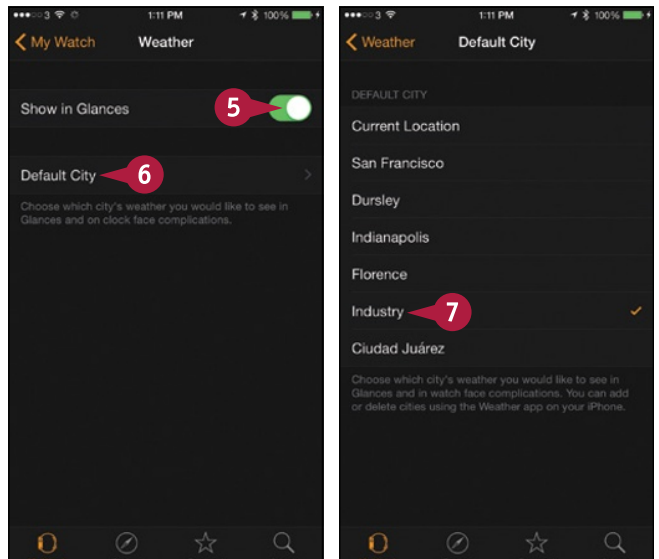 3 1:11 PM 100%
My Watch Weather
Show in Glances 5
Default City 6
Choose which city's weather you would like to see in
Glances and on clock face complications.
3 1:11 PM 100%
Weather Default City
DEFAULT CITY
Current Location
San Francisco
Dursley
Indianapolis
Florence
Industry 7
Ciudad Juárez
Choose which city's weather you would like to see in
Glances and in watch face complications. You can add
or delete cities using the Weather app on your iPhone.